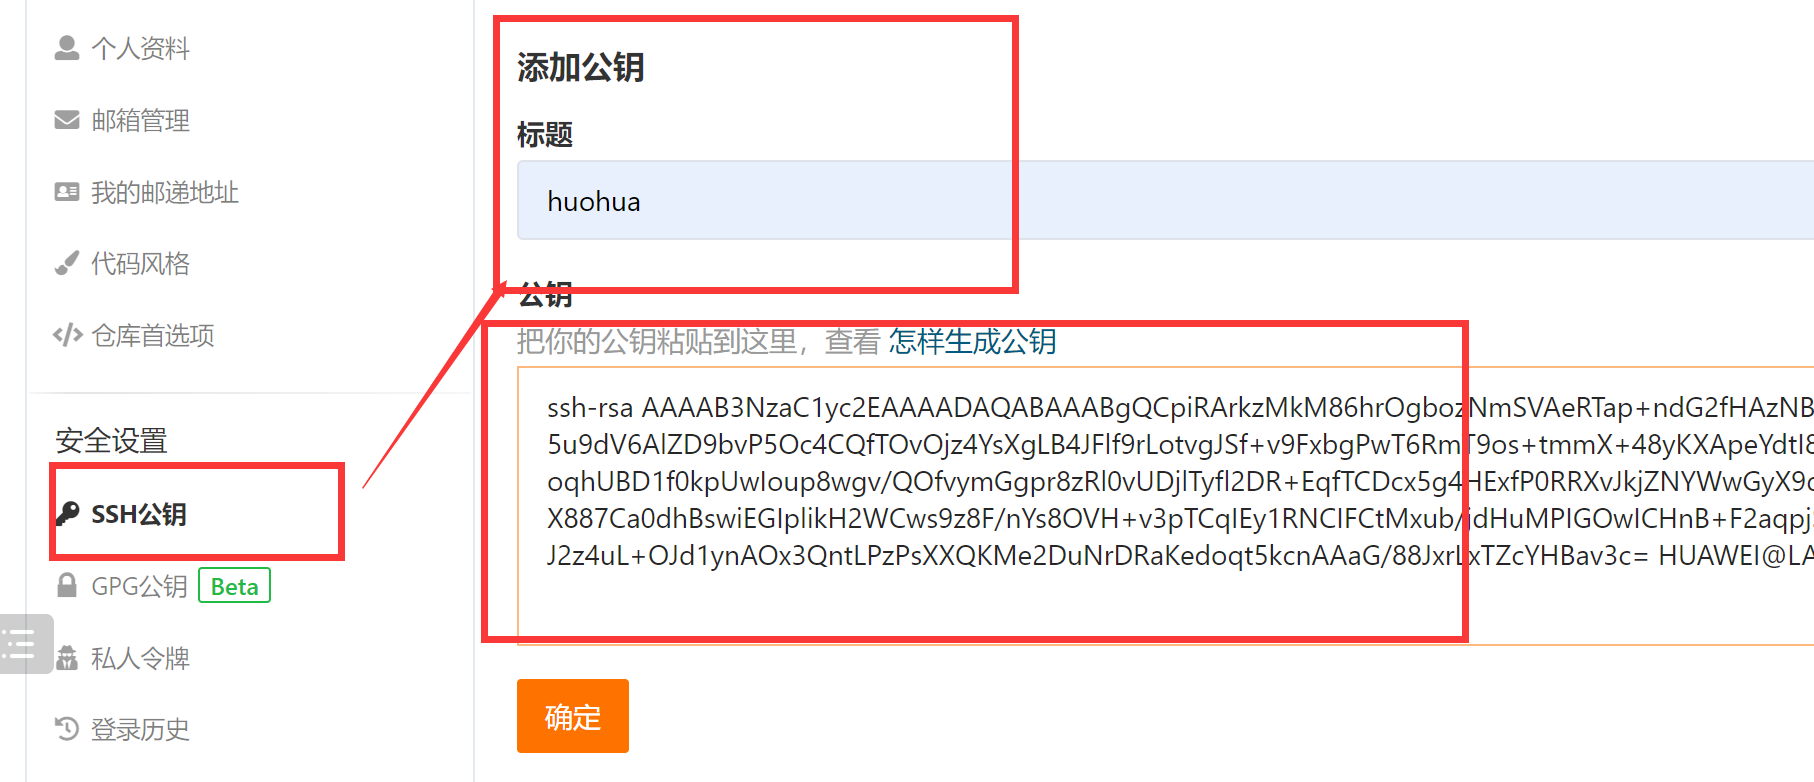 个人资料
邮箱管理
我的邮递地址
代码风格
仓库首选项
安全设置
SSH公钥
GPG公钥 Beta
私人令牌
登录历史
添加公钥
标题
huohua
公钥
把你的公钥粘贴到这里，查看 怎样生成公钥
ssh-rsa AAAAB3NzaC1yc2EAAAADAQABAAABgQCpiRArkzMkM86hrOgbozNmSVAeRTap+ndG2fHAzNB
5u9dV6AlZD9bvP5Oc4CQfTOvOjz4YsXgLB4JFlf9rLotvgJSf+v9FxbgPwT6RmT9os+tmmX+48yKXApeYdtI8
oqhUBD1f0kpUwIoup8wgv/QOfvymGgpr8zRl0vUDjlTyfl2DR+EqfTCDcx5g4HExfP0RRXvJkjZNYWwGyX9
X887Ca0dhBswiEGIplikH2WCws9z8F/nYs8OVH+v3pTCqIEy1RNCIFCtMxub/jdHuMPIGOwICHnB+F2aqpj
J2z4uL+OJd1ynAOx3QntLPzPsXXQKMe2DuNrDRaKedoqt5kcnAAaG/88JxrLxTZcYHBav3c= HUAWEI@LA
确定